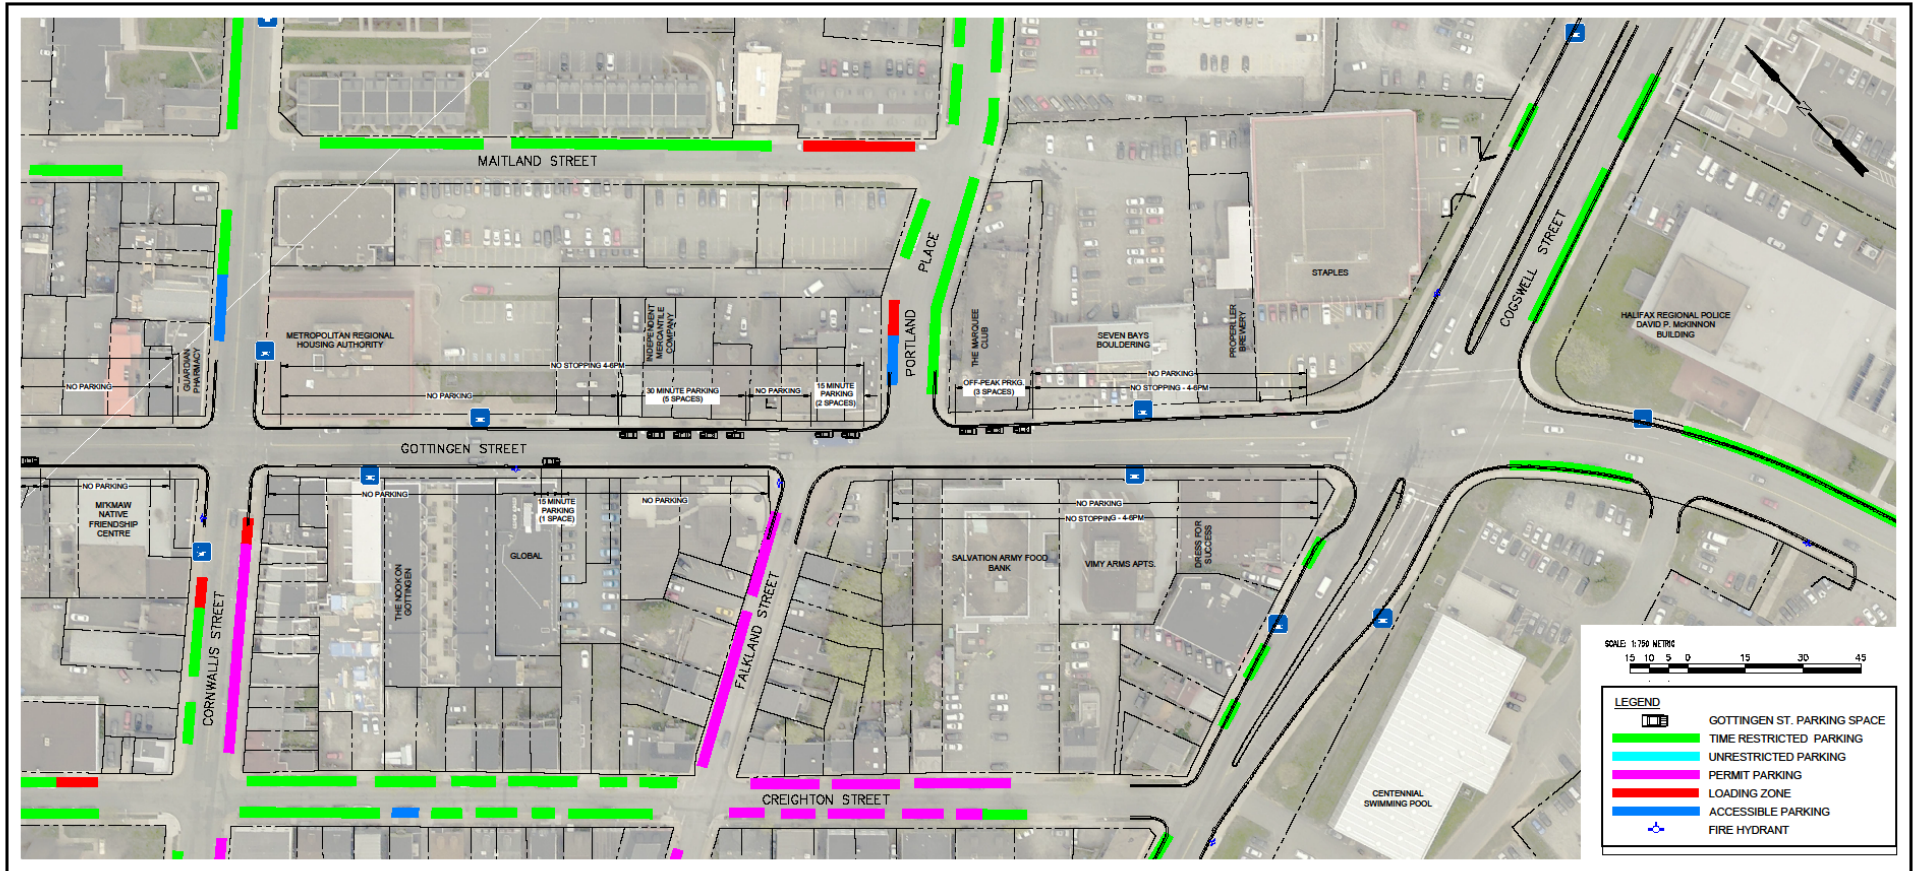 MAITLAND STREET
PLACE
PORTLAND
COGSWELL STREET
N
STAPLES
HALIFAX REGIONAL POLICE
DAVID P. McKINNON
BUILDING
METROPOLITAN REGIONAL
HOUSING AUTHORITY
INDEPENDENT
MERCANTILE
COMPANY
THE MARQUEE
CLUB
SEVEN BAYS
BOULDERING
PROPERLLER
BREWERY
GUARDIAN
PHARMACY
NO STOPPING 4-6PM
NO PARKING
NO PARKING
NO PARKING
30 MINUTE PARKING
(5 SPACES)
NO PARKING
15 MINUTE
PARKING
(2 SPACES)
OFF-PEAK PRKG.
(3 SPACES)
NO PARKING
NO STOPPING - 4-6PM
GOTTINGEN STREET
NO PARKING
MI'KMAW
NATIVE
FRIENDSHIP
CENTRE
NO PARKING
15 MINUTE
PARKING
(1 SPACE)
NO PARKING
NO PARKING
NO STOPPING - 4-6PM
THE NOOK ON
GOTTINGEN
GLOBAL
SALVATION ARMY FOOD
BANK
VIMY ARMS APTS.
DRESS FOR
SUCCESS
CORNWALLIS STREET
FALKLAND STREET
CREIGHTON STREET
CENTENNIAL
SWIMMING POOL
SCALE: 1:750 METRIC
15 10 5 0 15 30 45
LEGEND
GOTTINGEN ST. PARKING SPACE
TIME RESTRICTED PARKING
UNRESTRICTED PARKING
PERMIT PARKING
LOADING ZONE
ACCESSIBLE PARKING
FIRE HYDRANT